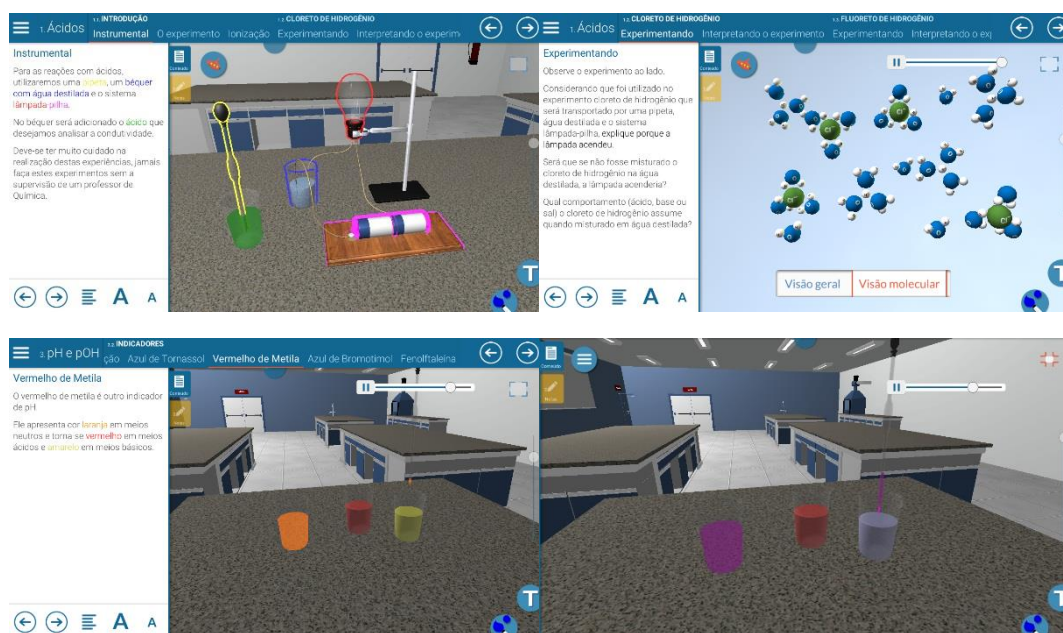 1.1. INTRODUÇÃO
1.2. CLORETO DE HIDROGÊNIO
1. Ácidos
Instrumental O experimento Ionização Experimentando Interpretando o experim
Instrumental
Para as reações com ácidos,
utilizaremos uma pipeta, um béquer
com água destilada e o sistema
lâmpada pilha.
No béquer será adicionado o ácido que
desejamos analisar a condutividade.
Deve-se ter muito cuidado na
realização destas experiências, jamais
faça estes experimentos sem a
supervisão de um professor de
Química.
Conteúdo
Notas
A A
T
1.2. CLORETO DE HIDROGÊNIO
1.3. FLUORETO DE HIDROGÊNIO
1. Ácidos
Experimentando Interpretando o experimento Experimentando Interpretando o exp
Experimentando
Observe o experimento ao lado.
Considerando que foi utilizado no
experimento cloreto de hidrogênio que
será transportado por uma pipeta,
água destilada e o sistema
lâmpada-pilha, explique porque a
lâmpada acendeu.
Será que se não fosse misturado o
cloreto de hidrogênio na água
destilada, a lâmpada acenderia?
Qual comportamento (ácido, base ou
sal) o cloreto de hidrogênio assume
quando misturado em água destilada?
Visão geral Visão molecular
A A
T
3.2. INDICADORES
3. pH e pOH
ção Azul de Tornassol Vermelho de Metila Azul de Bromotimol Fenolftaleína
Vermelho de Metila
O vermelho de metila é outro indicador
de pH
Ele apresenta cor laranja em meios
neutros e torna se vermelho em meios
ácidos e amarelo em meios básicos.
Conteúdo
Notas
A A
T
Conteúdo
Notas
T